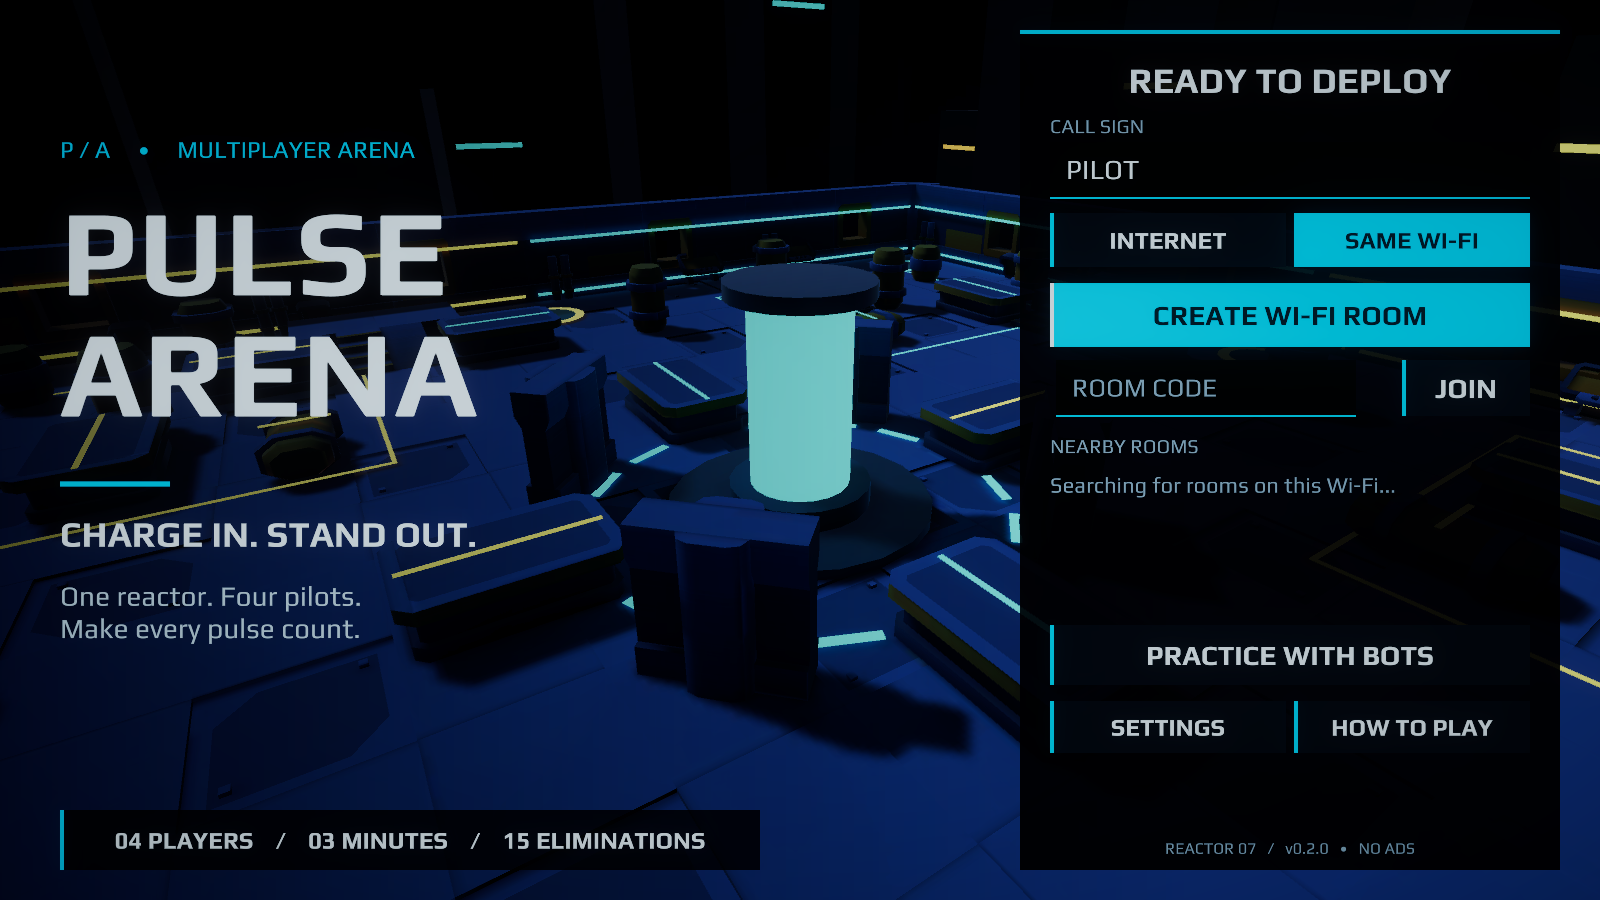 P / A • MULTIPLAYER ARENA
PULSE
ARENA
CHARGE IN. STAND OUT.
One reactor. Four pilots.
Make every pulse count.
04 PLAYERS / 03 MINUTES / 15 ELIMINATIONS
READY TO DEPLOY
CALL SIGN
PILOT
INTERNET
SAME WI-FI
CREATE WI-FI ROOM
ROOM CODE
JOIN
NEARBY ROOMS
Searching for rooms on this Wi-Fi...
PRACTICE WITH BOTS
SETTINGS
HOW TO PLAY
REACTOR 07 / v0.2.0 • NO ADS